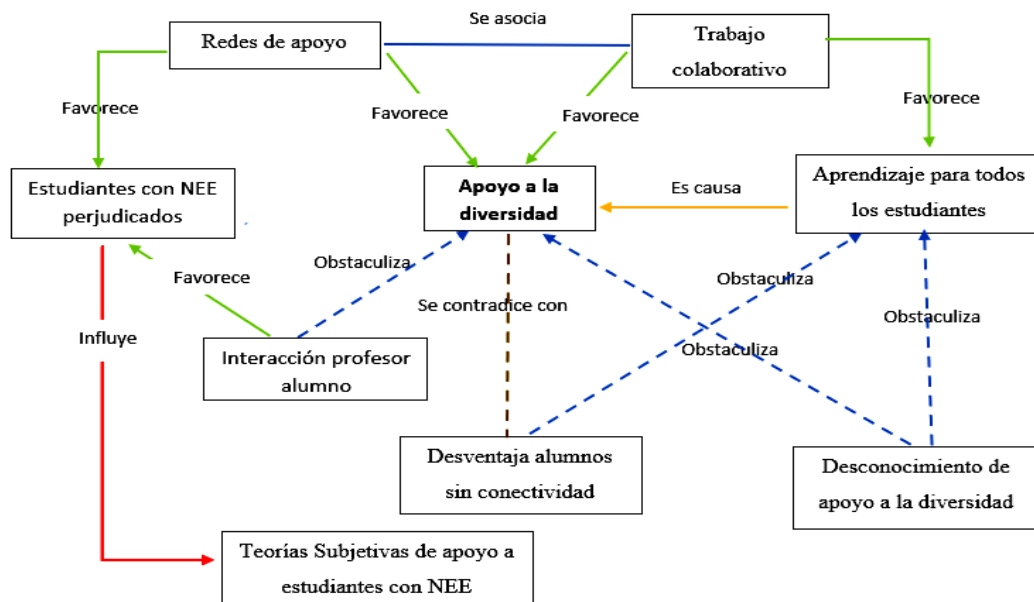 Se asocia
Redes de apoyo
Trabajo
colaborativo
Favorece
Favorece
Favorece
Favorece
Estudiantes con NEE
perjudicados
Apoyo a la
diversidad
Es causa
Aprendizaje para todos
los estudiantes
Favorece
Obstaculiza
Obstaculiza
Se contradice con
Obstaculiza
Influye
Obstaculiza
Interacción profesor
alumno
Desventaja alumnos
sin conectividad
Desconocimiento de
apoyo a la diversidad
Teorías Subjetivas de apoyo a
estudiantes con NEE